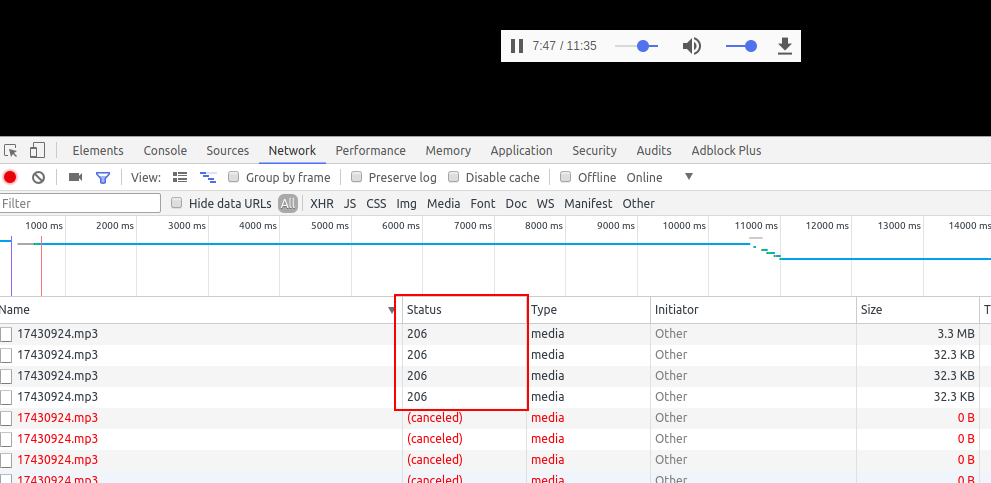 7:47 / 11:35
Elements Console Sources Network Performance Memory Application Security Audits Adblock Plus
View: Group by frame Preserve log Disable cache Offline Online
Filter Hide data URLs All XHR JS CSS Img Media Font Doc WS Manifest Other
1000 ms 2000 ms 3000 ms 4000 ms 5000 ms 6000 ms 7000 ms 8000 ms 9000 ms 10000 ms 11000 ms 12000 ms 13000 ms 14000 ms
Name Status Type Initiator Size T
17430924.mp3 206 media Other 3.3 MB
17430924.mp3 206 media Other 32.3 KB
17430924.mp3 206 media Other 32.3 KB
17430924.mp3 206 media Other 32.3 KB
17430924.mp3 (canceled) media Other 0 B
17430924.mp3 (canceled) media Other 0 B
17430924.mp3 (canceled) media Other 0 B
17430924.mp3 (canceled) media Other 0 B